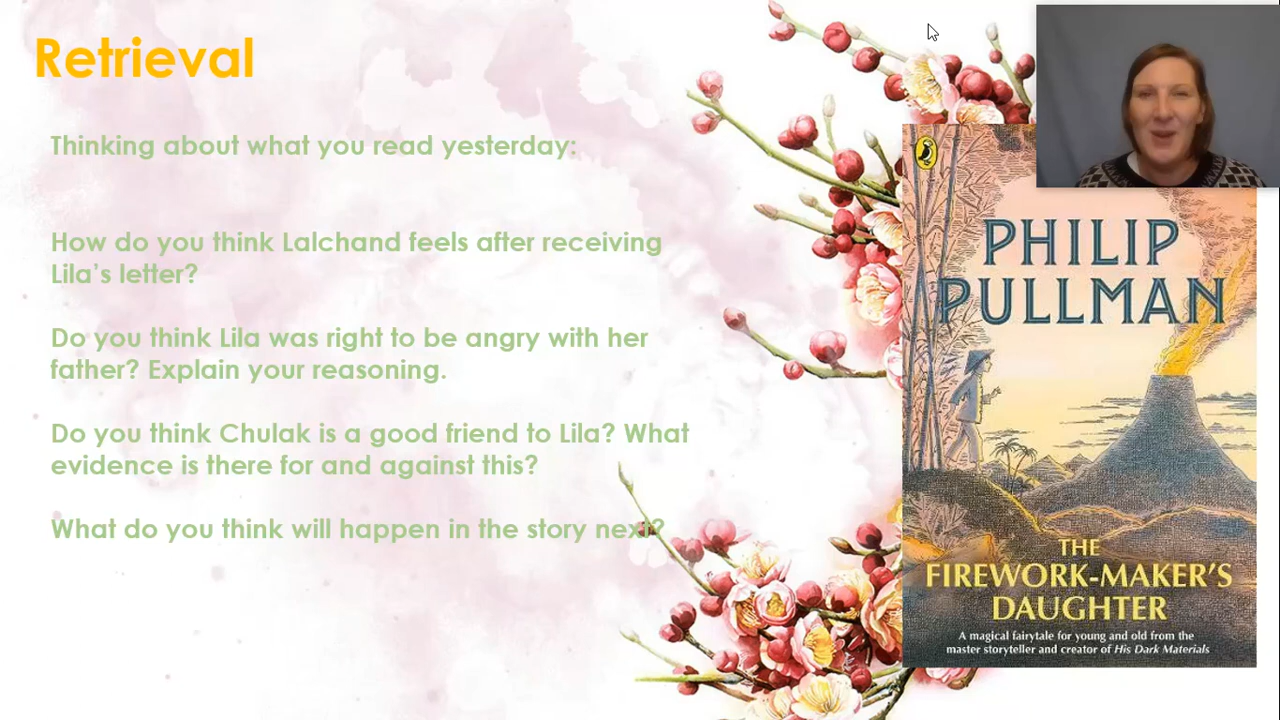 Retrieval
Thinking about what you read yesterday:
How do you think Lalchand feels after receiving
Lila’s letter?
Do you think Lila was right to be angry with her
father? Explain your reasoning.
Do you think Chulak is a good friend to Lila? What
evidence is there for and against this?
What do you think will happen in the story next?
PHILIP
PULLMAN
THE
FIREWORK-MAKER’S
DAUGHTER
A magical fairytale for young and old from the
master storyteller and creator of His Dark Materials